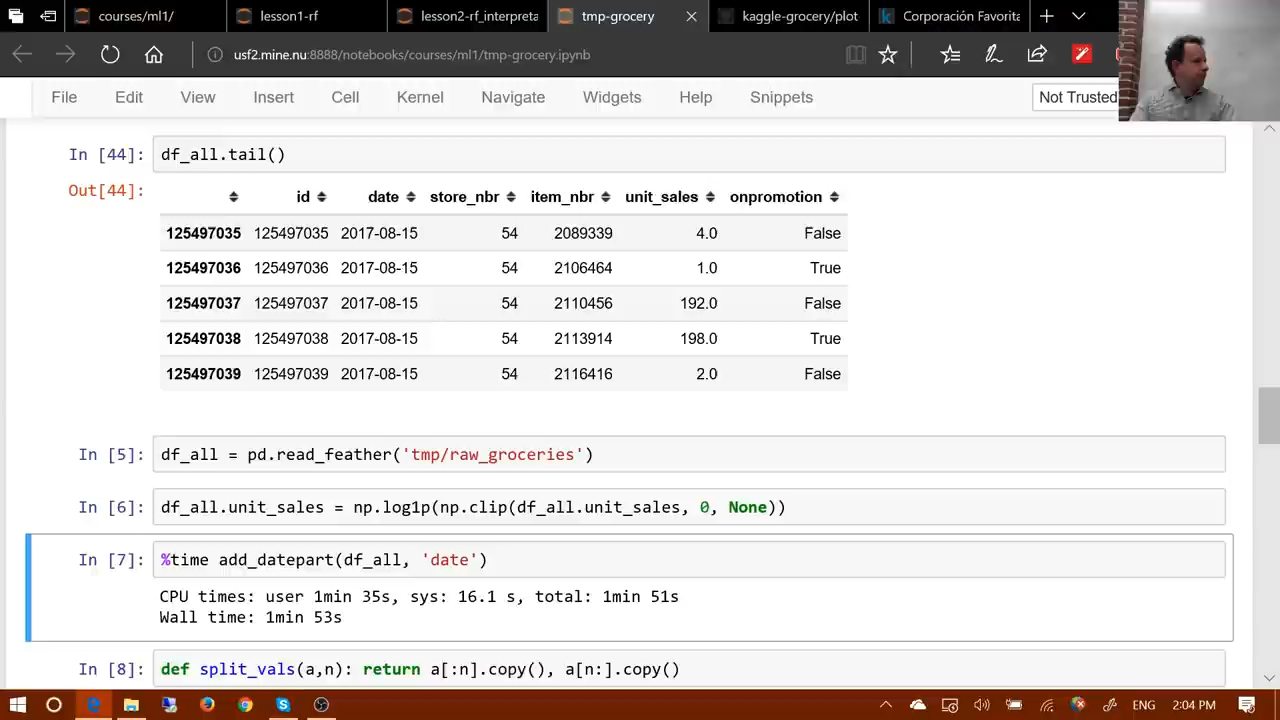 courses/ml1/
lesson1-rf
lesson2-rf_interpreta
tmp-grocery
kaggle-grocery/plot
Corporación Favorita
usf2.mine.nu:8888/notebooks/courses/ml1/tmp-grocery.ipynb
File Edit View Insert Cell Kernel Navigate Widgets Help Snippets Not Trusted
In [44]: df_all.tail()
Out[44]:
id date store_nbr item_nbr unit_sales onpromotion
125497035 125497035 2017-08-15 54 2089339 4.0 False
125497036 125497036 2017-08-15 54 2106464 1.0 True
125497037 125497037 2017-08-15 54 2110456 192.0 False
125497038 125497038 2017-08-15 54 2113914 198.0 True
125497039 125497039 2017-08-15 54 2116416 2.0 False
In [5]: df_all = pd.read_feather('tmp/raw_groceries')
In [6]: df_all.unit_sales = np.log1p(np.clip(df_all.unit_sales, 0, None))
In [7]: %time add_datepart(df_all, 'date')
CPU times: user 1min 35s, sys: 16.1 s, total: 1min 51s
Wall time: 1min 53s
In [8]: def split_vals(a,n): return a[:n].copy(), a[n:].copy()
ENG 2:04 PM